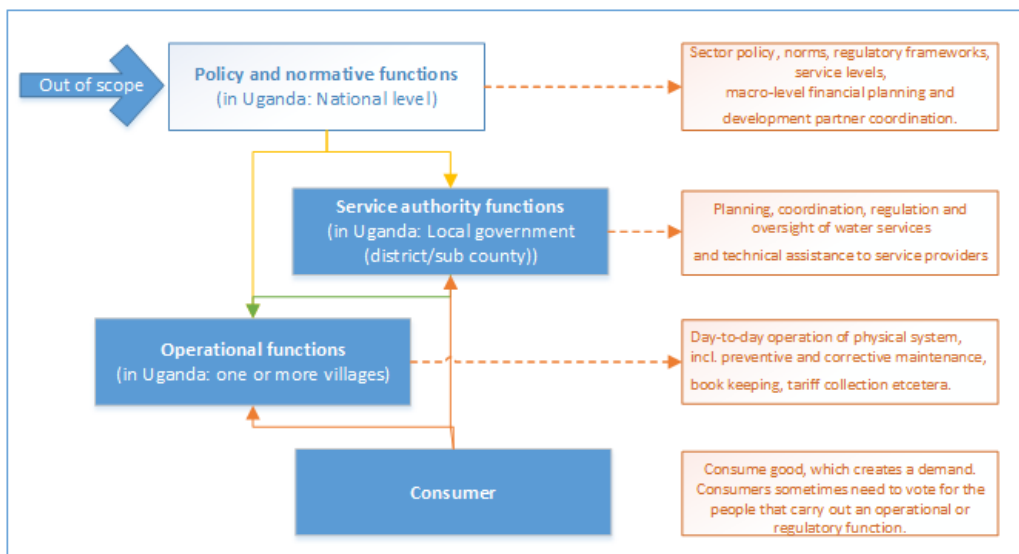 Out of scope
Policy and normative functions
(in Uganda: National level)
Sector policy, norms, regulatory frameworks,
service levels,
macro-level financial planning and
development partner coordination.
Service authority functions
(in Uganda: Local government
(district/sub county))
Planning, coordination, regulation and
oversight of water services
and technical assistance to service providers
Operational functions
(in Uganda: one or more villages)
Day-to-day operation of physical system,
incl. preventive and corrective maintenance,
book keeping, tariff collection etcetera.
Consumer
Consume good, which creates a demand.
Consumers sometimes need to vote for the
people that carry out an operational or
regulatory function.